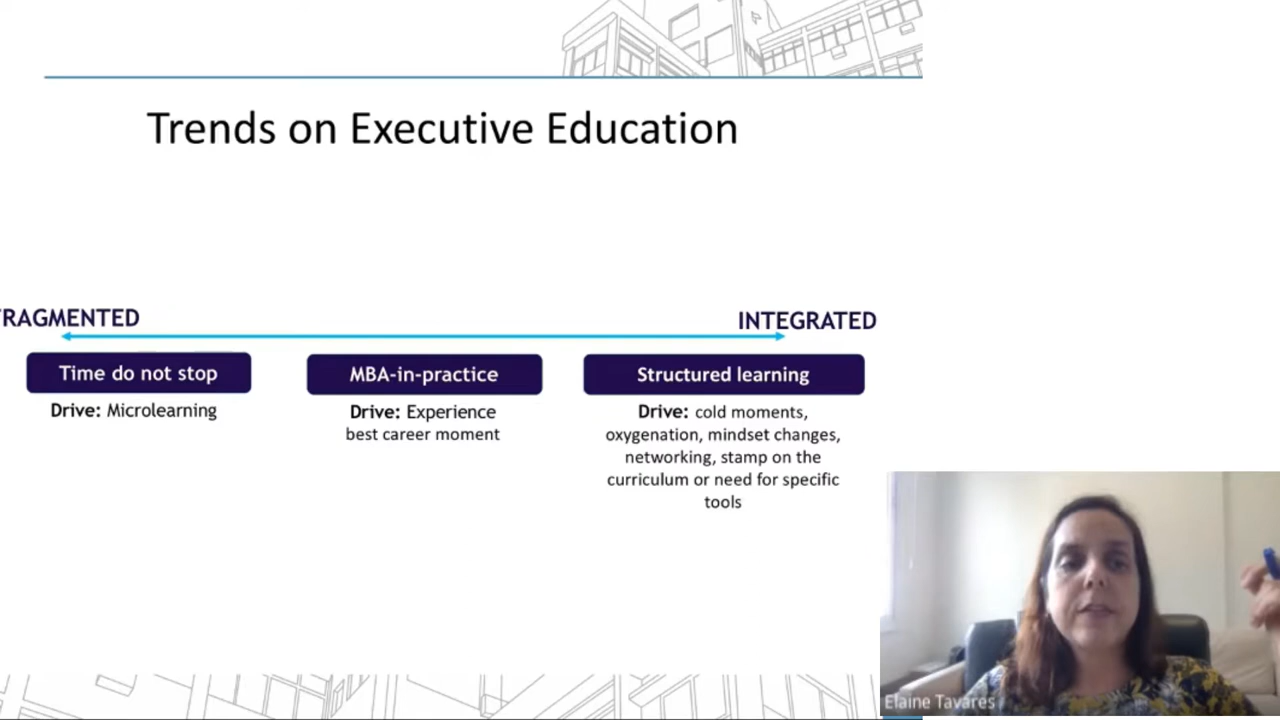 Trends on Executive Education
FRAGMENTED
INTEGRATED
Time do not stop
MBA-in-practice
Structured learning
Drive: Microlearning
Drive: Experience
best career moment
Drive: cold moments,
oxygenation, mindset changes,
networking, stamp on the
curriculum or need for specific
tools
Elaine Tavares